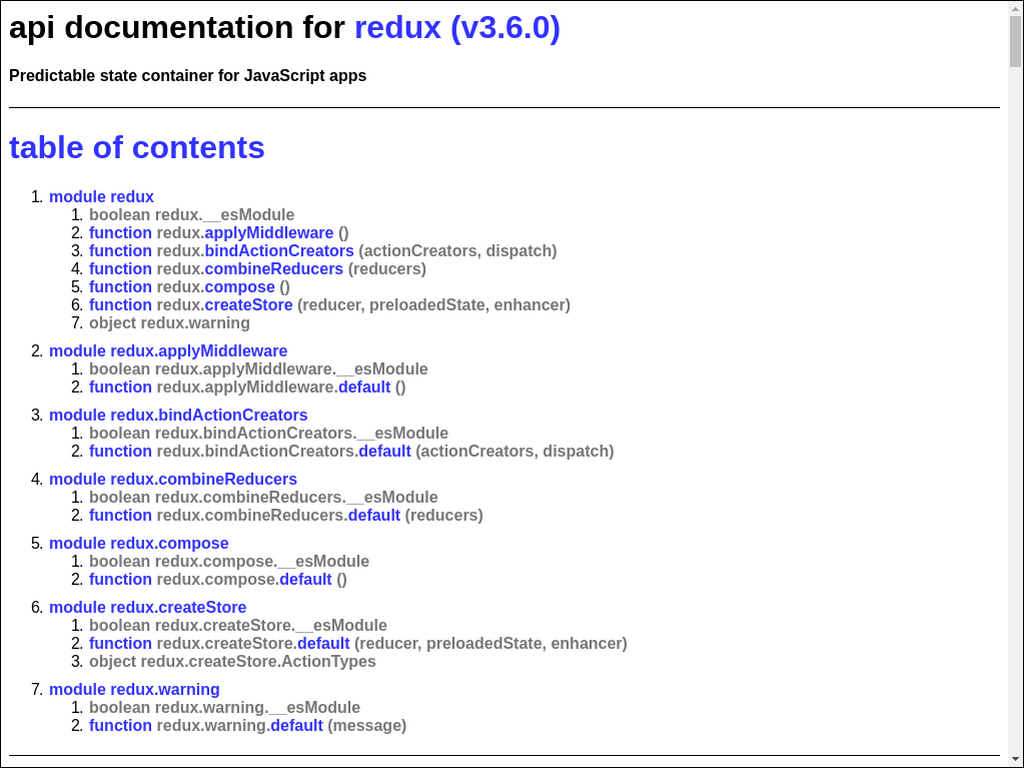 api documentation for redux (v3.6.0)
Predictable state container for JavaScript apps
table of contents
1. module redux
1. boolean redux.__esModule
2. function redux.applyMiddleware ()
3. function redux.bindActionCreators (actionCreators, dispatch)
4. function redux.combineReducers (reducers)
5. function redux.compose ()
6. function redux.createStore (reducer, preloadedState, enhancer)
7. object redux.warning
2. module redux.applyMiddleware
1. boolean redux.applyMiddleware.__esModule
2. function redux.applyMiddleware.default ()
3. module redux.bindActionCreators
1. boolean redux.bindActionCreators.__esModule
2. function redux.bindActionCreators.default (actionCreators, dispatch)
4. module redux.combineReducers
1. boolean redux.combineReducers.__esModule
2. function redux.combineReducers.default (reducers)
5. module redux.compose
1. boolean redux.compose.__esModule
2. function redux.compose.default ()
6. module redux.createStore
1. boolean redux.createStore.__esModule
2. function redux.createStore.default (reducer, preloadedState, enhancer)
3. object redux.createStore.ActionTypes
7. module redux.warning
1. boolean redux.warning.__esModule
2. function redux.warning.default (message)